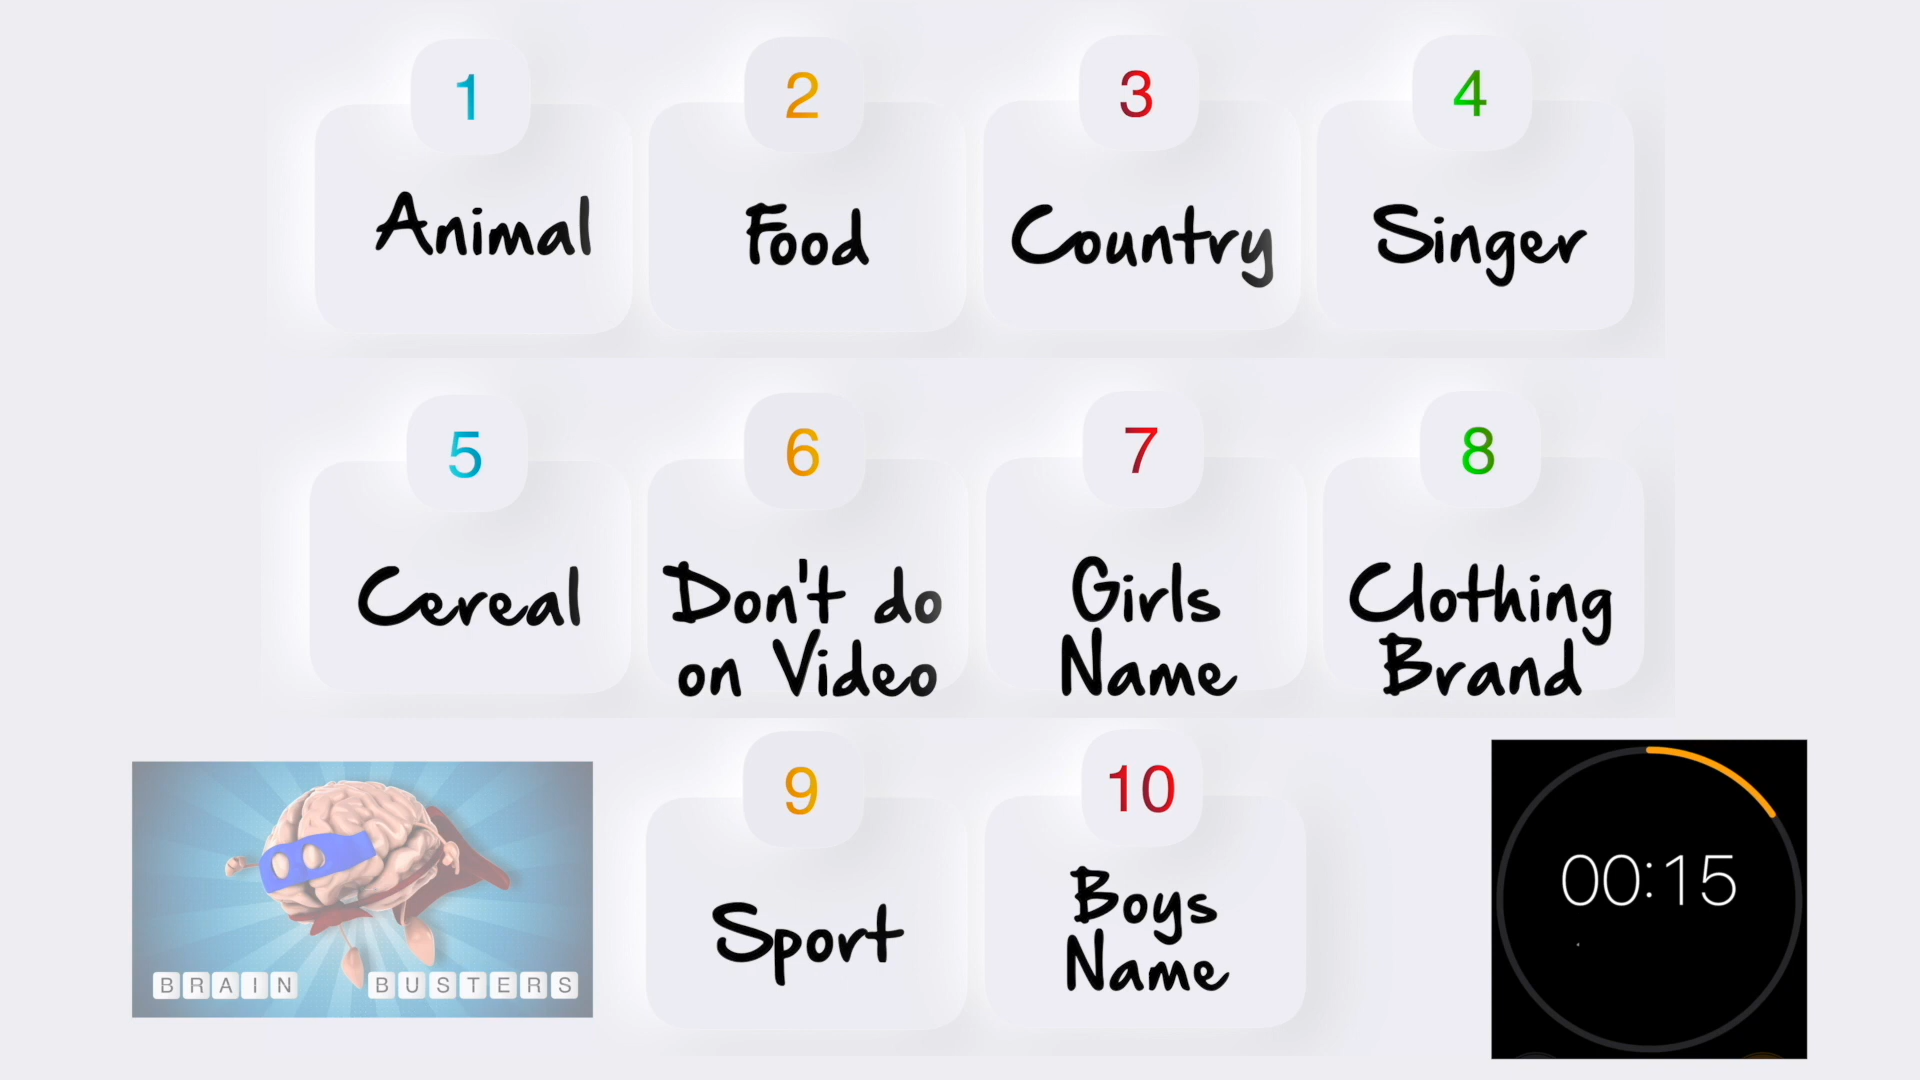 1
Animal
2
Food
3
Country
4
Singer
5
Cereal
6
Don't do
on Video
7
Girls
Name
8
Clothing
Brand
9
Sport
10
Boys
Name
BRAIN BUSTERS
00:15